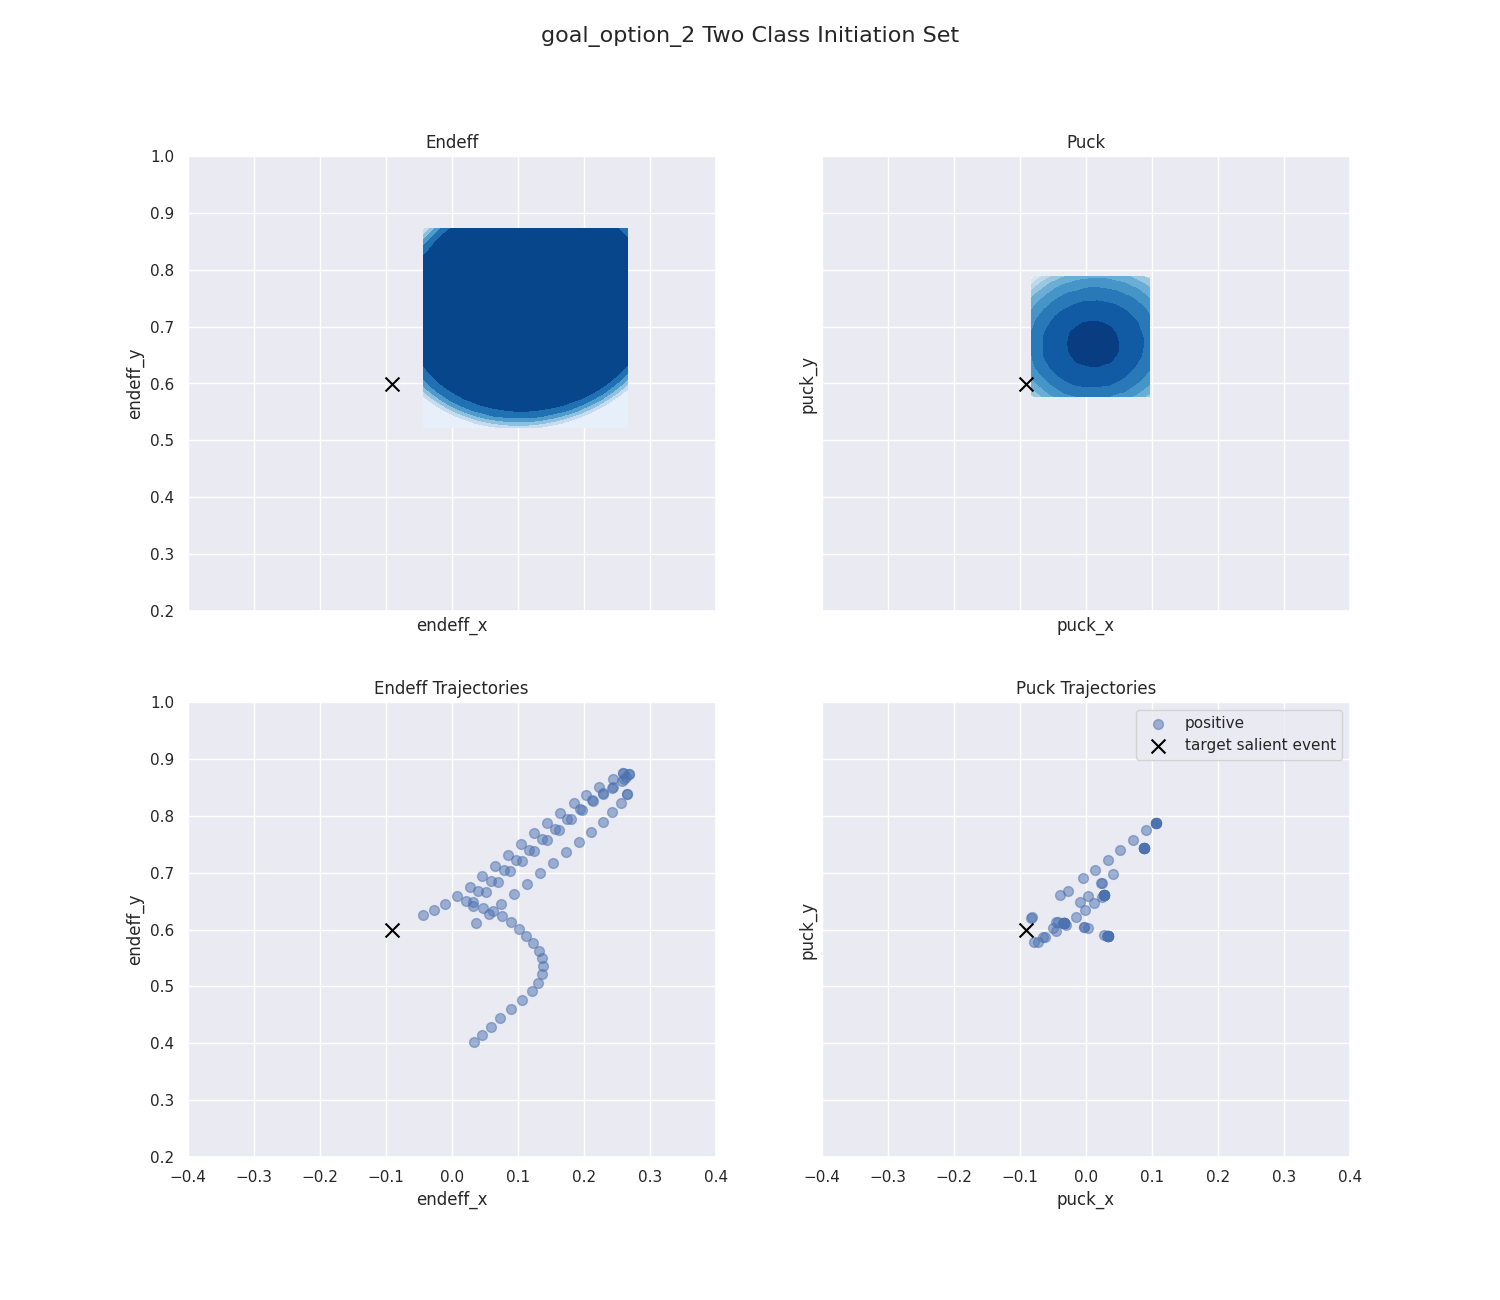 goal_option_2 Two Class Initiation Set
Endeff
Puck
1.0
0.9
0.8
0.7
0.6
0.5
0.4
0.3
0.2
endeff_y
puck_y
endeff_x
puck_x
Endeff Trajectories
Puck Trajectories
positive
target salient event
1.0
0.9
0.8
0.7
0.6
0.5
0.4
0.3
0.2
endeff_y
puck_y
−0.4 −0.3 −0.2 −0.1 0.0 0.1 0.2 0.3 0.4
−0.4 −0.3 −0.2 −0.1 0.0 0.1 0.2 0.3 0.4
endeff_x
puck_x